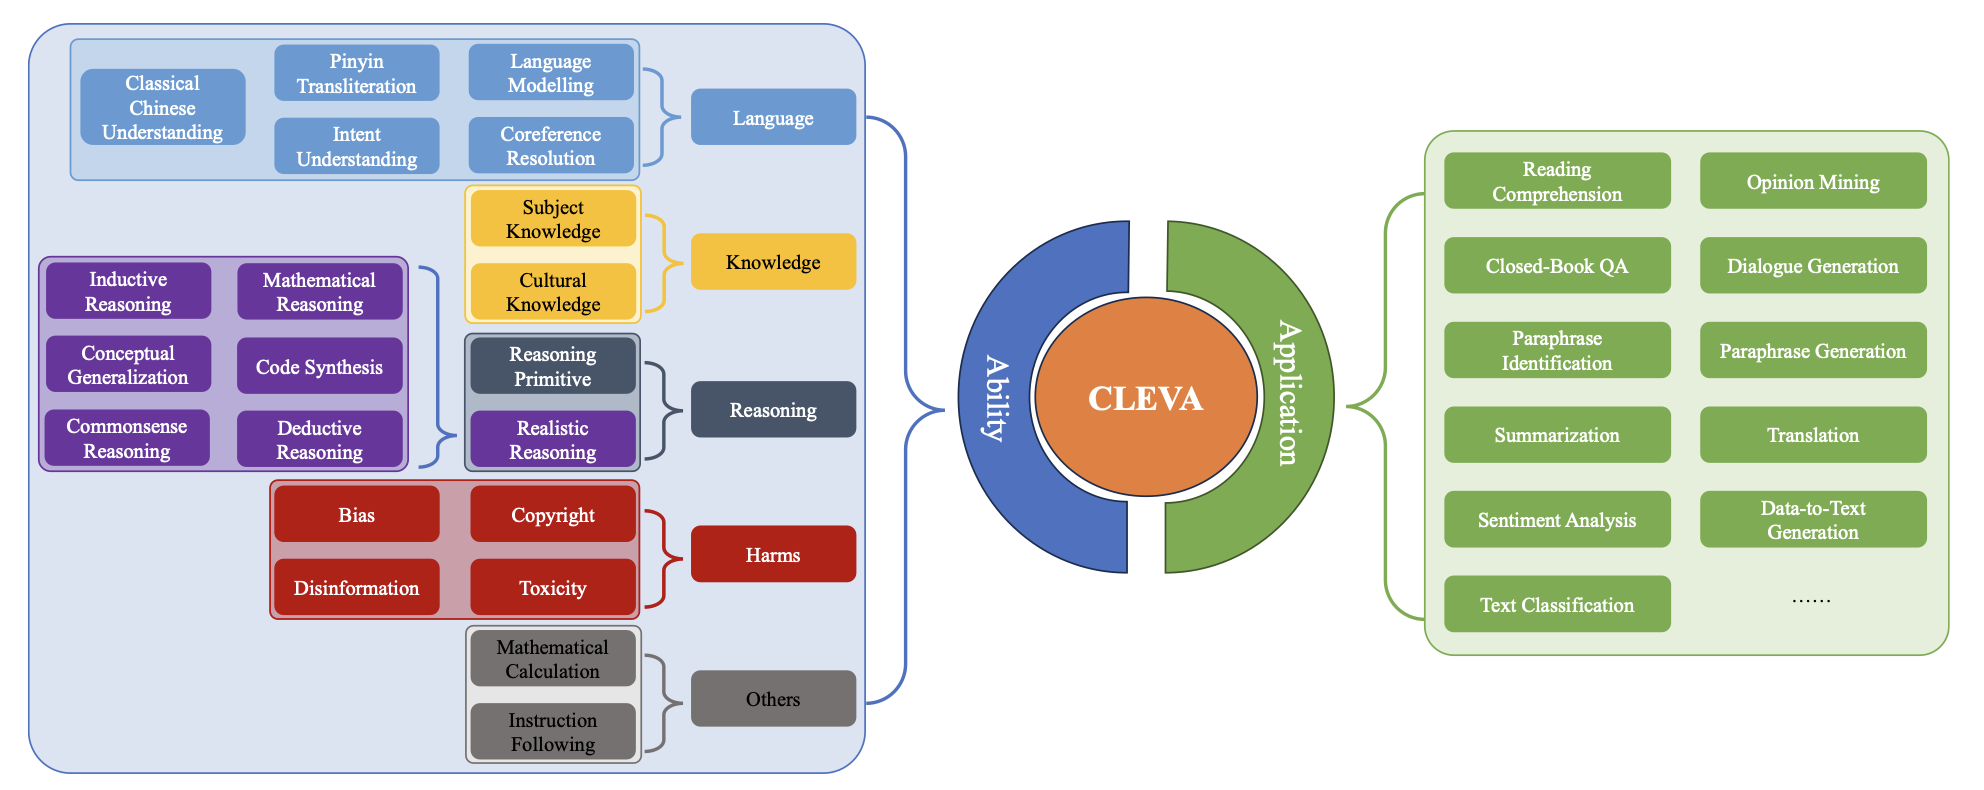 Classical
Chinese
Understanding
Pinyin
Transliteration
Language
Modelling
Intent
Understanding
Coreference
Resolution
Language
Subject
Knowledge
Cultural
Knowledge
Knowledge
Inductive
Reasoning
Mathematical
Reasoning
Conceptual
Generalization
Code Synthesis
Commonsense
Reasoning
Deductive
Reasoning
Reasoning
Primitive
Realistic
Reasoning
Reasoning
Bias
Copyright
Disinformation
Toxicity
Harms
Mathematical
Calculation
Instruction
Following
Others
Ability
CLEVA
Application
Reading
Comprehension
Opinion Mining
Closed-Book QA
Dialogue Generation
Paraphrase
Identification
Paraphrase Generation
Summarization
Translation
Sentiment Analysis
Data-to-Text
Generation
Text Classification
……